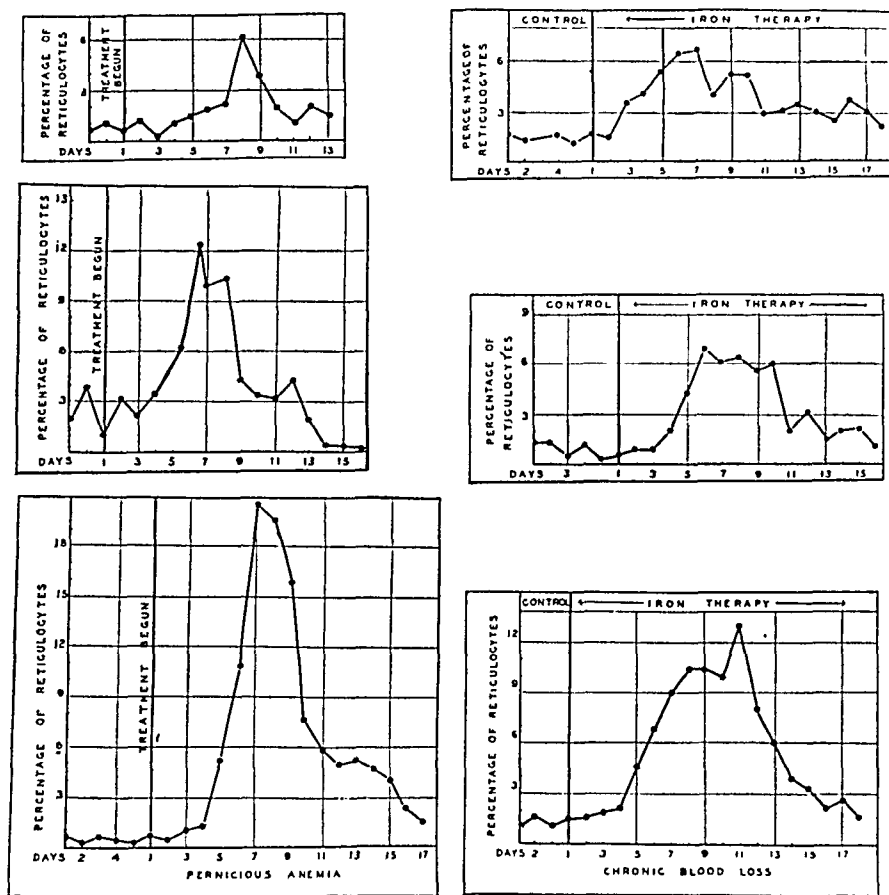 PERCENTAGE OF
RETICULOCYTES
TREATMENT
BEGUN
6
3
DAYS 1 3 5 7 9 11 13
CONTROL IRON THERAPY
PERCENTAGE OF
RETICULOCYTES
6
3
DAYS 2 4 1 3 5 7 9 11 13 15 17
PERCENTAGE OF RETICULOCYTES
TREATMENT BEGUN
13
12
9
6
3
DAYS 1 3 5 7 9 11 13 15
CONTROL IRON THERAPY
PERCENTAGE OF
RETICULOCYTES
9
6
3
DAYS 3 1 3 5 7 9 11 13 15
PERCENTAGE OF RETICULOCYTES
TREATMENT BEGUN
18
15
12
9
6
3
DAYS 2 4 1 3 5 7 9 11 13 15 17
PERNICIOUS ANEMIA
CONTROL IRON THERAPY
PERCENTAGE OF RETICULOCYTES
12
9
6
3
DAYS 2 1 3 5 7 9 11 13 15 17
CHRONIC BLOOD LOSS